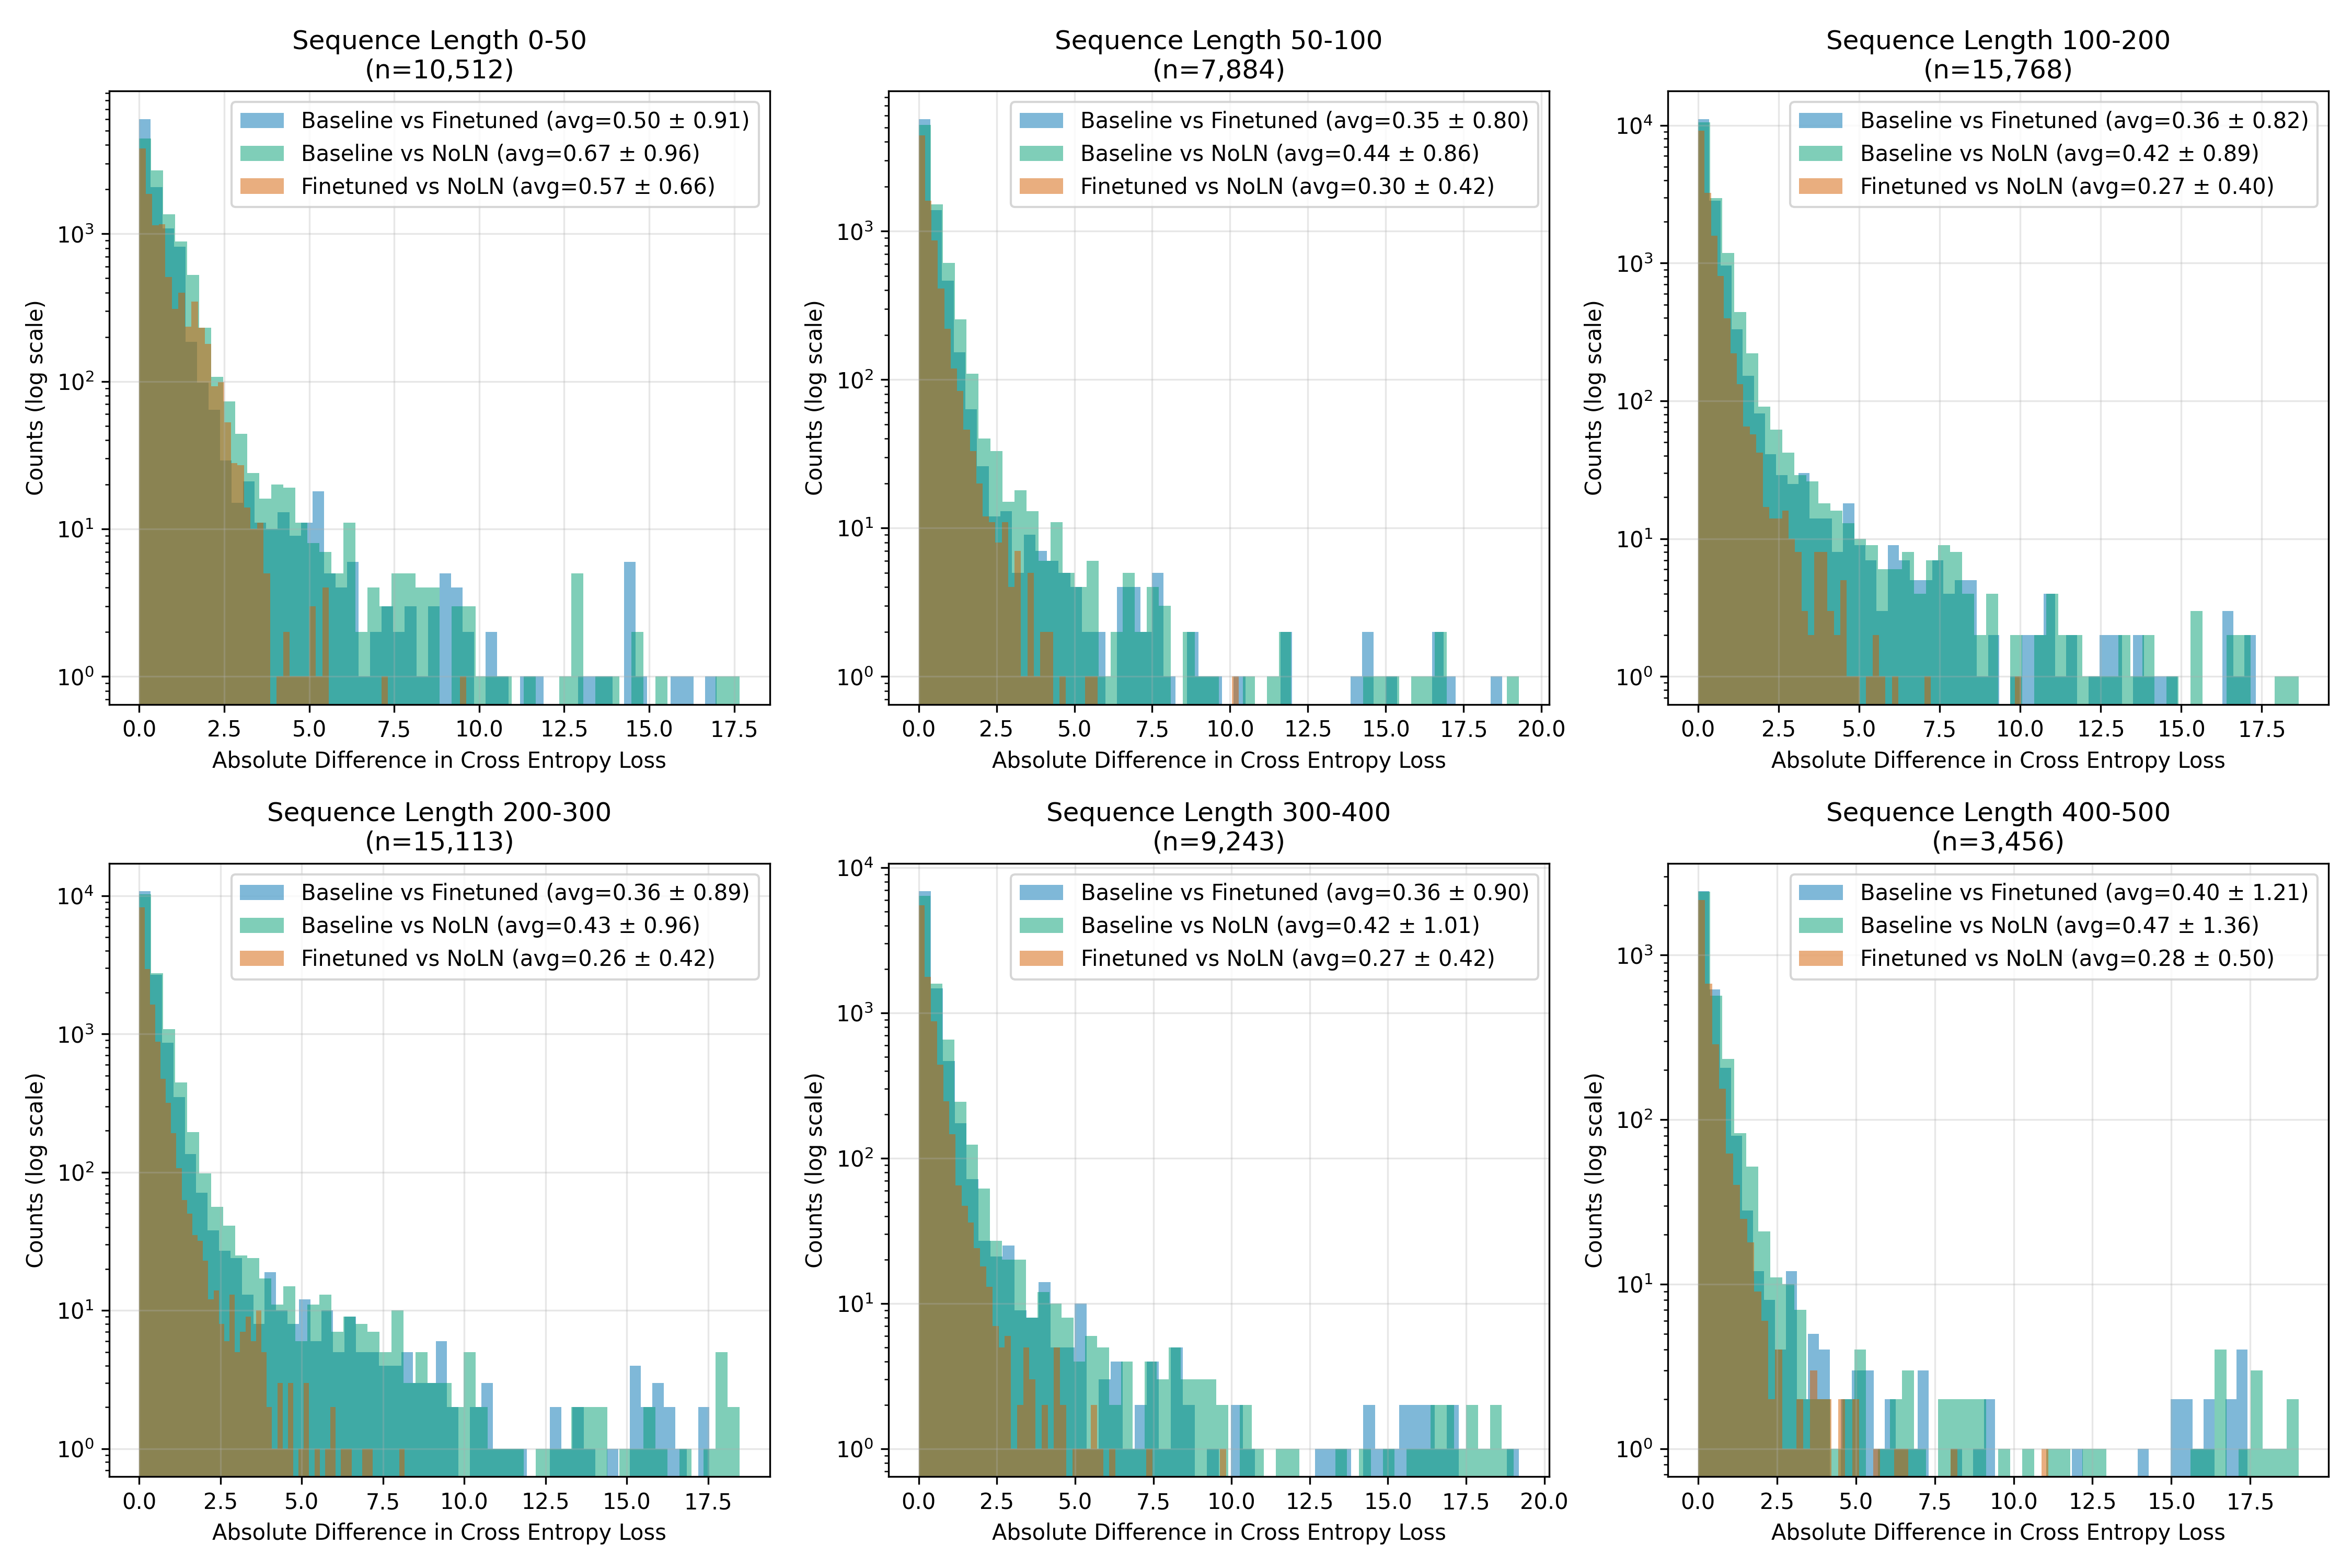 Sequence Length 0-50
(n=10,512)
Baseline vs Finetuned (avg=0.50 ± 0.91)
Baseline vs NoLN (avg=0.67 ± 0.96)
Finetuned vs NoLN (avg=0.57 ± 0.66)
Counts (log scale)
10³
10²
10¹
10⁰
0.0 2.5 5.0 7.5 10.0 12.5 15.0 17.5
Absolute Difference in Cross Entropy Loss
Sequence Length 50-100
(n=7,884)
Baseline vs Finetuned (avg=0.35 ± 0.80)
Baseline vs NoLN (avg=0.44 ± 0.86)
Finetuned vs NoLN (avg=0.30 ± 0.42)
Counts (log scale)
10³
10²
10¹
10⁰
0.0 2.5 5.0 7.5 10.0 12.5 15.0 17.5 20.0
Absolute Difference in Cross Entropy Loss
Sequence Length 100-200
(n=15,768)
Baseline vs Finetuned (avg=0.36 ± 0.82)
Baseline vs NoLN (avg=0.42 ± 0.89)
Finetuned vs NoLN (avg=0.27 ± 0.40)
Counts (log scale)
10⁴
10³
10²
10¹
10⁰
0.0 2.5 5.0 7.5 10.0 12.5 15.0 17.5
Absolute Difference in Cross Entropy Loss
Sequence Length 200-300
(n=15,113)
Baseline vs Finetuned (avg=0.36 ± 0.89)
Baseline vs NoLN (avg=0.43 ± 0.96)
Finetuned vs NoLN (avg=0.26 ± 0.42)
Counts (log scale)
10⁴
10³
10²
10¹
10⁰
0.0 2.5 5.0 7.5 10.0 12.5 15.0 17.5
Absolute Difference in Cross Entropy Loss
Sequence Length 300-400
(n=9,243)
Baseline vs Finetuned (avg=0.36 ± 0.90)
Baseline vs NoLN (avg=0.42 ± 1.01)
Finetuned vs NoLN (avg=0.27 ± 0.42)
Counts (log scale)
10⁴
10³
10²
10¹
10⁰
0.0 2.5 5.0 7.5 10.0 12.5 15.0 17.5 20.0
Absolute Difference in Cross Entropy Loss
Sequence Length 400-500
(n=3,456)
Baseline vs Finetuned (avg=0.40 ± 1.21)
Baseline vs NoLN (avg=0.47 ± 1.36)
Finetuned vs NoLN (avg=0.28 ± 0.50)
Counts (log scale)
10³
10²
10¹
10⁰
0.0 2.5 5.0 7.5 10.0 12.5 15.0 17.5
Absolute Difference in Cross Entropy Loss